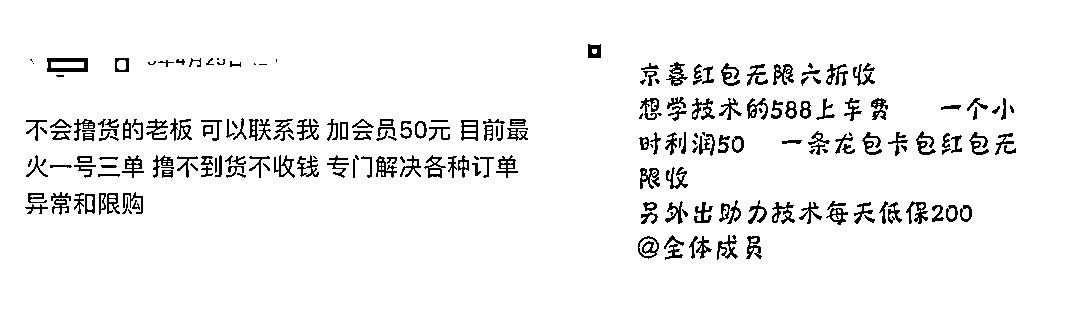 不会撸货的老板 可以联系我 加会员50元 目前最
火一号三单 撸不到货不收钱 专门解决各种订单
异常和限购
京喜红包无限六折收
想学技术的588上车费 一个小
时利润50 一条龙包卡包红包无
限收
另外出助力技术每天低保200
@全体成员